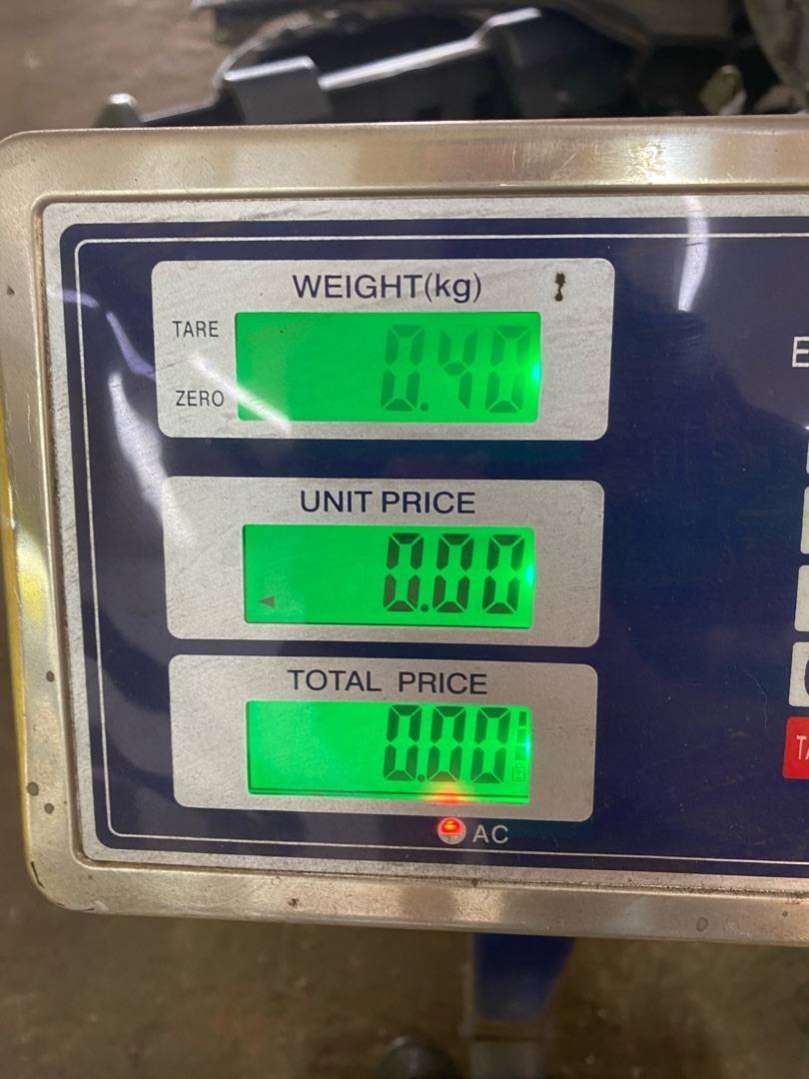 WEIGHT(kg)
TARE
0.40
ZERO
UNIT PRICE
0.00
TOTAL PRICE
0.00
AC